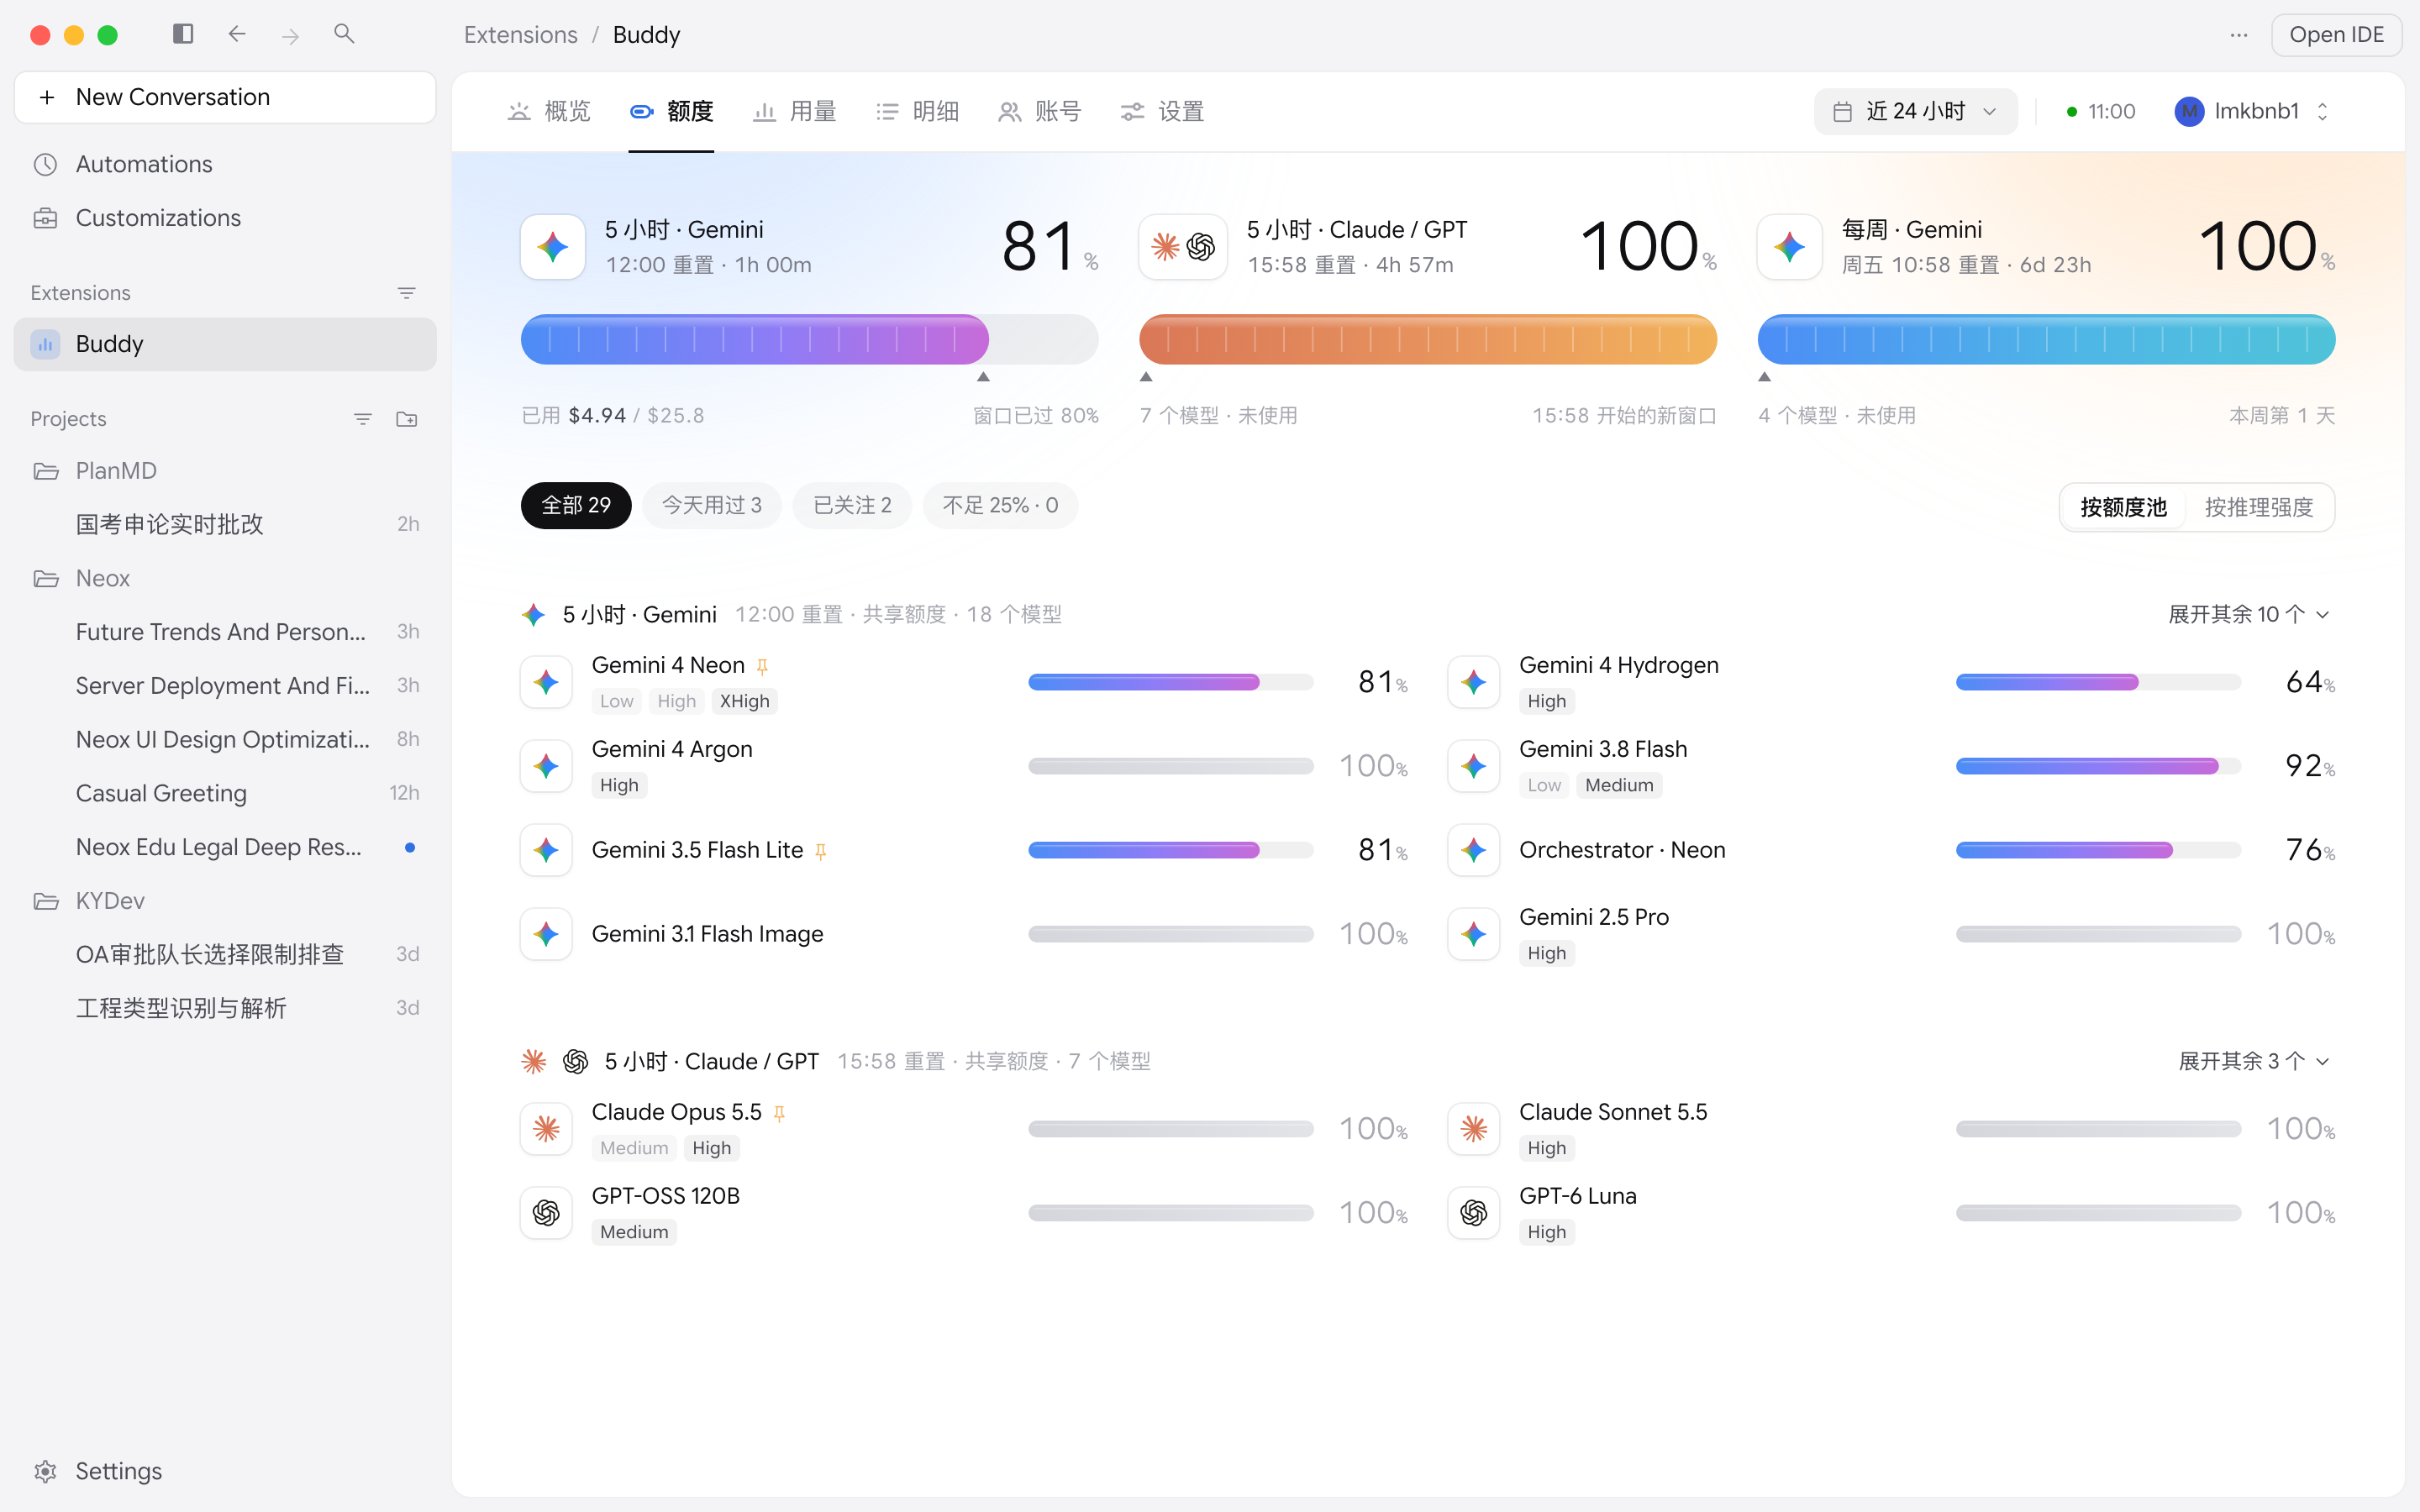 Extensions / Buddy
Open IDE
New Conversation
Automations
Customizations
Extensions
Buddy
Projects
PlanMD
国考申论实时批改 2h
Neox
Future Trends And Person... 3h
Server Deployment And Fi... 3h
Neox UI Design Optimizati... 8h
Casual Greeting 12h
Neox Edu Legal Deep Res...
KYDev
OA审批队长选择限制排查 3d
工程类型识别与解析 3d
Settings
概览 额度 用量 明细 账号 设置
近 24 小时 11:00 M lmkbnb1
5 小时 · Gemini
12:00 重置 · 1h 00m
81%
已用 $4.94 / $25.8 窗口已过 80%
5 小时 · Claude / GPT
15:58 重置 · 4h 57m
100%
7 个模型 · 未使用 15:58 开始的新窗口
每周 · Gemini
周五 10:58 重置 · 6d 23h
100%
4 个模型 · 未使用 本周第 1 天
全部 29 今天用过 3 已关注 2 不足 25% · 0
按额度池 按推理强度
5 小时 · Gemini 12:00 重置 · 共享额度 · 18 个模型 展开其余 10 个
Gemini 4 Neon 81%
Low High XHigh
Gemini 4 Hydrogen 64%
High
Gemini 4 Argon 100%
High
Gemini 3.8 Flash 92%
Low Medium
Gemini 3.5 Flash Lite 81%
Orchestrator · Neon 76%
Gemini 3.1 Flash Image 100%
Gemini 2.5 Pro 100%
High
5 小时 · Claude / GPT 15:58 重置 · 共享额度 · 7 个模型 展开其余 3 个
Claude Opus 5.5 100%
Medium High
Claude Sonnet 5.5 100%
High
GPT-OSS 120B 100%
Medium
GPT-6 Luna 100%
High